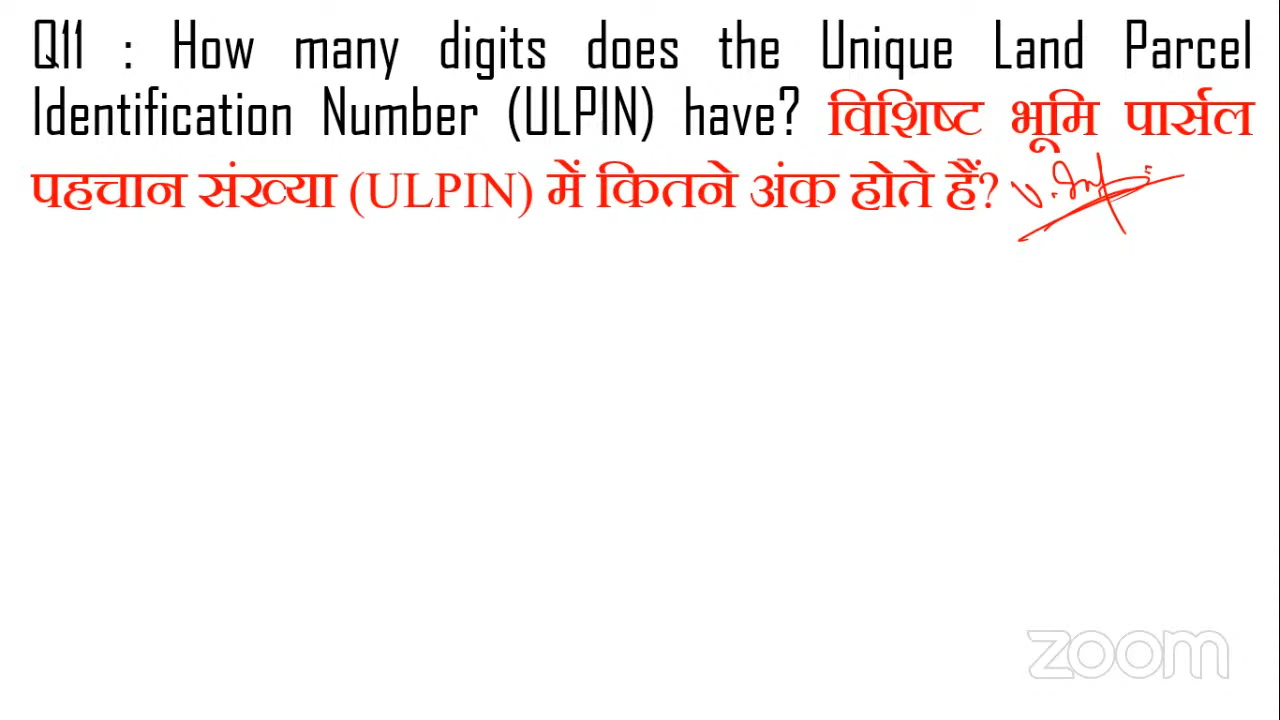 Q11 : How many digits does the Unique Land Parcel
Identification Number (ULPIN) have? विशिष्ट भूमि पार्सल
पहचान संख्या (ULPIN) में कितने अंक होते हैं?
zoom